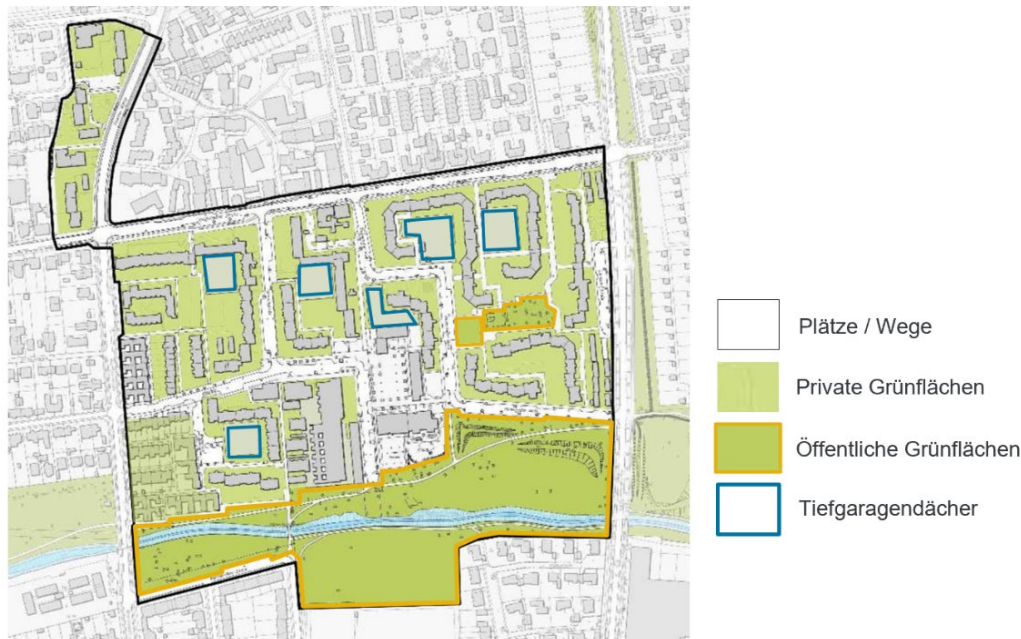 Plätze / Wege
Private Grünflächen
Öffentliche Grünflächen
Tiefgaragendächer